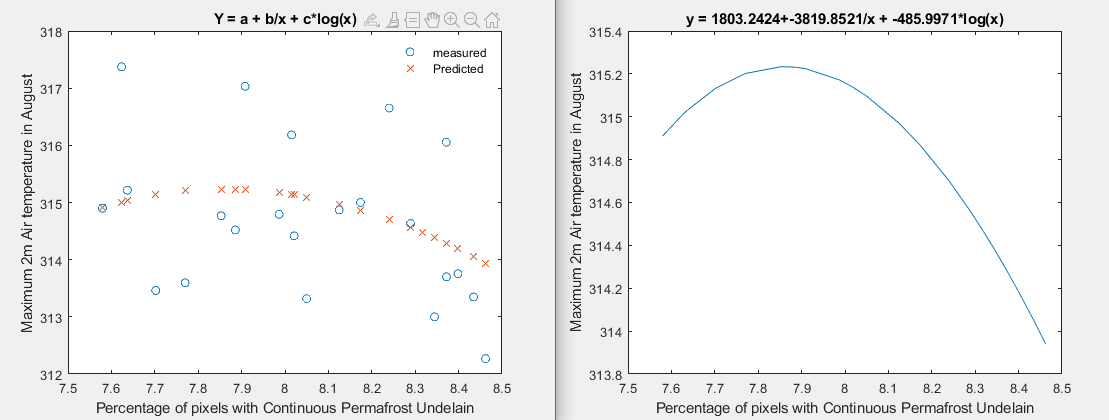 Y = a + b/x + c*log(x)
318
317
316
315
314
313
312
measured
Predicted
7.5 7.6 7.7 7.8 7.9 8 8.1 8.2 8.3 8.4 8.5
Percentage of pixels with Continuous Permafrost Undelain
Maximum 2m Air temperature in August
y = 1803.2424+-3819.8521/x + -485.9971*log(x)
315.4
315.2
315
314.8
314.6
314.4
314.2
314
313.8
7.5 7.6 7.7 7.8 7.9 8 8.1 8.2 8.3 8.4 8.5
Percentage of pixels with Continuous Permafrost Undelain
Maximum 2m Air temperature in August